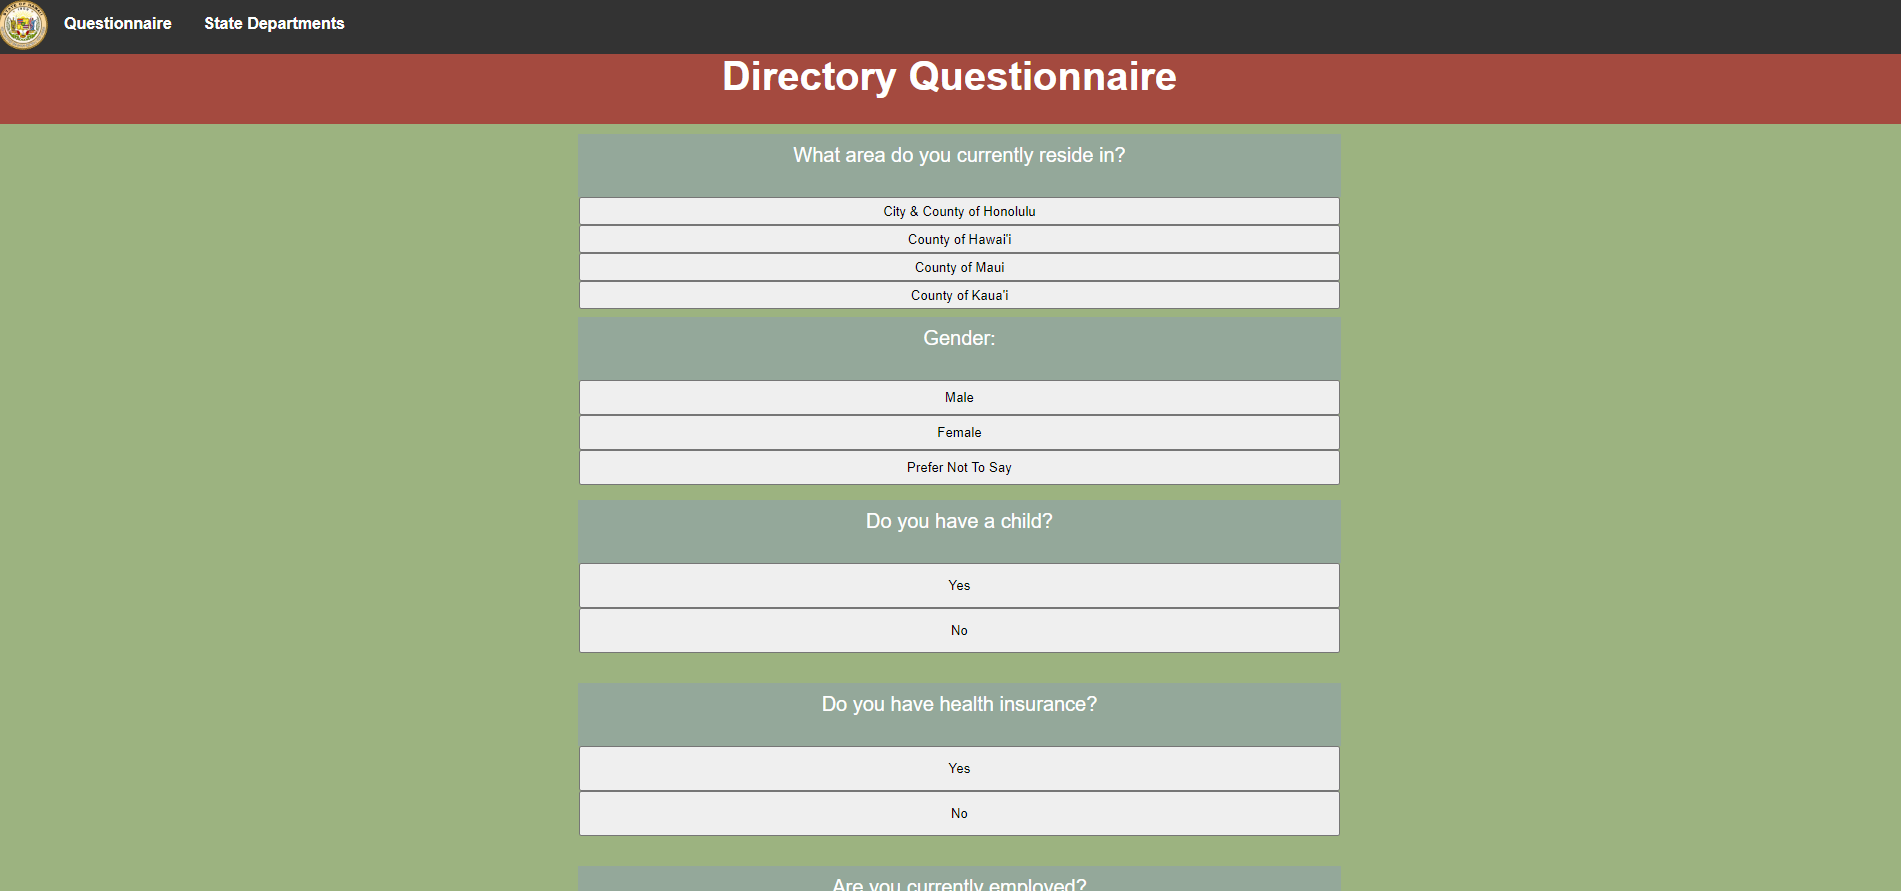 Questionnaire
State Departments
Directory Questionnaire
What area do you currently reside in?
City & County of Honolulu
County of Hawai'i
County of Maui
County of Kaua'i
Gender:
Male
Female
Prefer Not To Say
Do you have a child?
Yes
No
Do you have health insurance?
Yes
No
Are you currently employed?